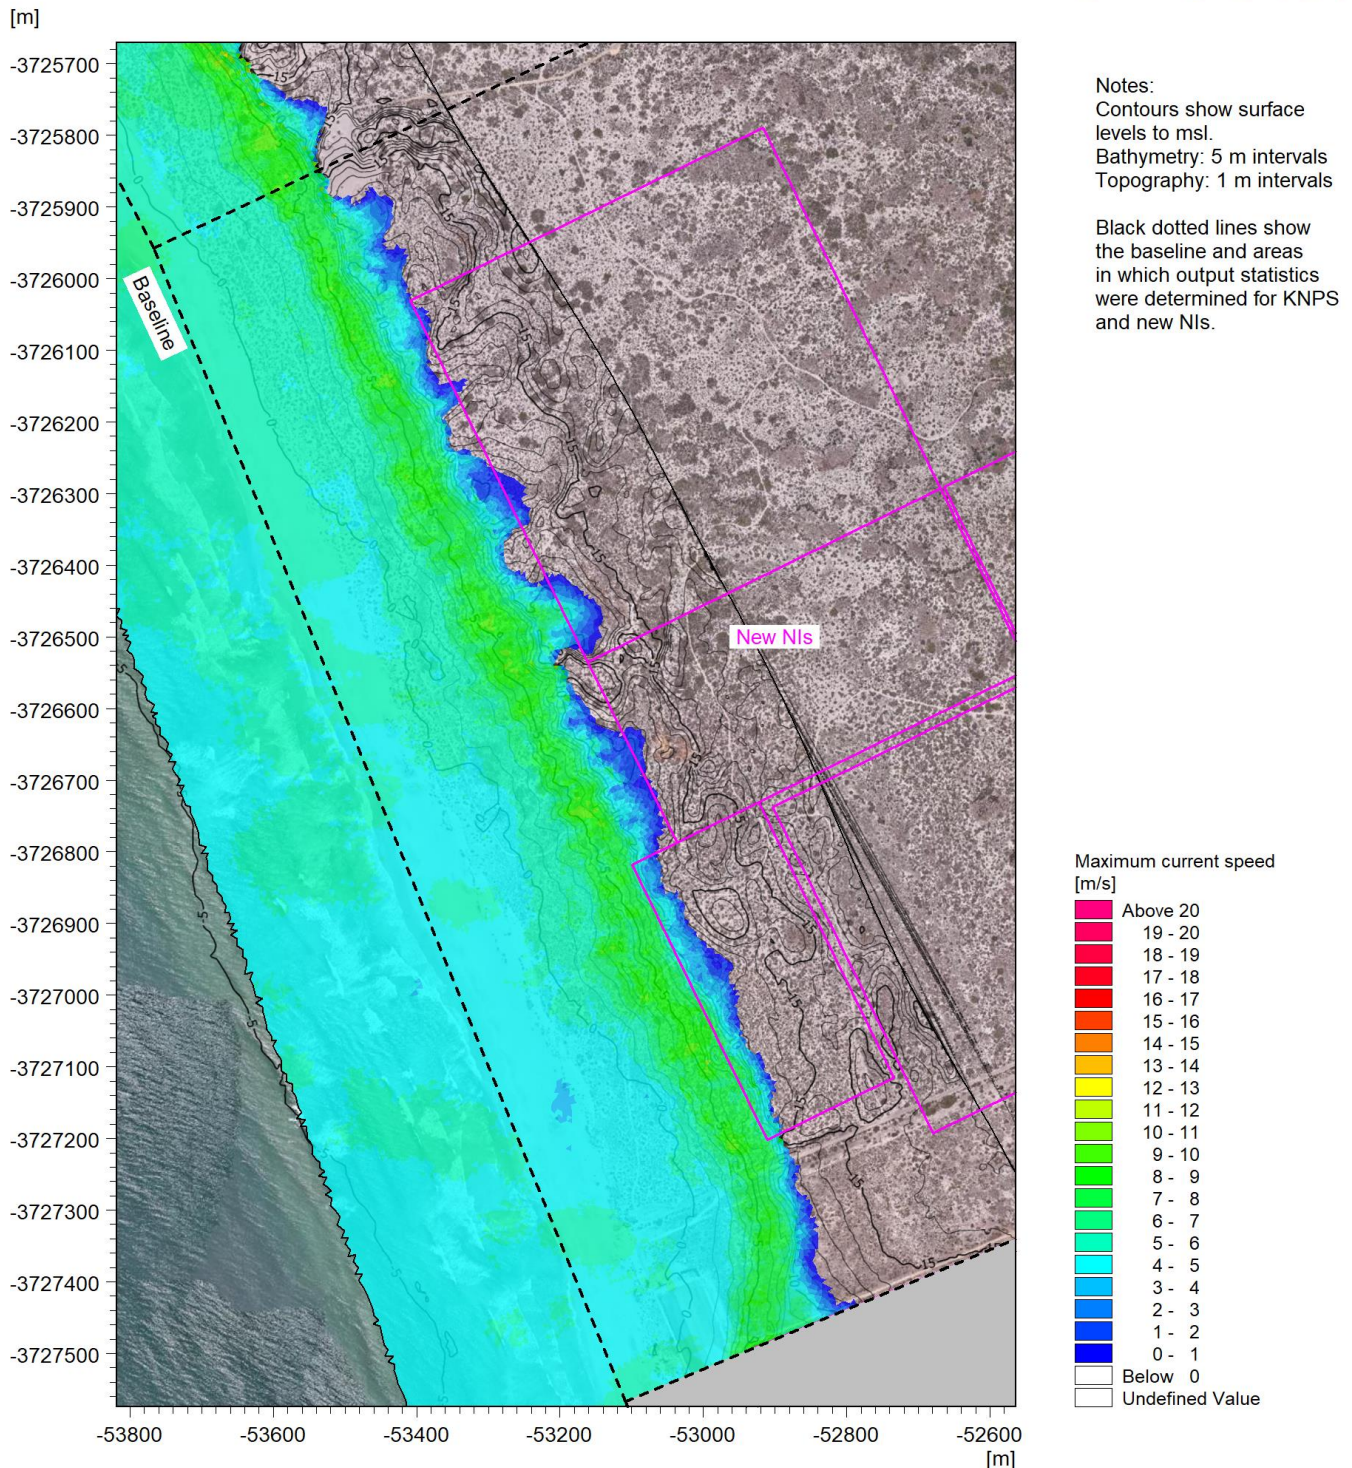 [m]
-3725700
-3725800
-3725900
-3726000
-3726100
-3726200
-3726300
-3726400
-3726500
-3726600
-3726700
-3726800
-3726900
-3727000
-3727100
-3727200
-3727300
-3727400
-3727500
-53800
-53600
-53400
-53200
-53000
-52800
-52600
[m]
Baseline
New NIs
Notes:
Contours show surface
levels to msl.
Bathymetry: 5 m intervals
Topography: 1 m intervals
Black dotted lines show
the baseline and areas
in which output statistics
were determined for KNPS
and new NIs.
Maximum current speed
[m/s]
Above 20
19 - 20
18 - 19
17 - 18
16 - 17
15 - 16
14 - 15
13 - 14
12 - 13
11 - 12
10 - 11
9 - 10
8 - 9
7 - 8
6 - 7
5 - 6
4 - 5
3 - 4
2 - 3
1 - 2
0 - 1
Below 0
Undefined Value